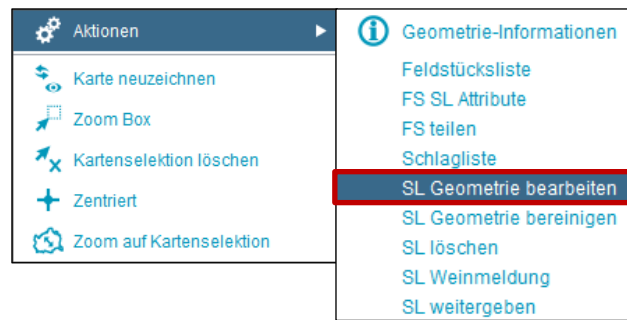 Aktionen
Karte neuzeichnen
Zoom Box
Kartenselektion löschen
Zentriert
Zoom auf Kartenselektion
Geometrie-Informationen
Feldstücksliste
FS SL Attribute
FS teilen
Schlagliste
SL Geometrie bearbeiten
SL Geometrie bereinigen
SL löschen
SL Weinmeldung
SL weitergeben